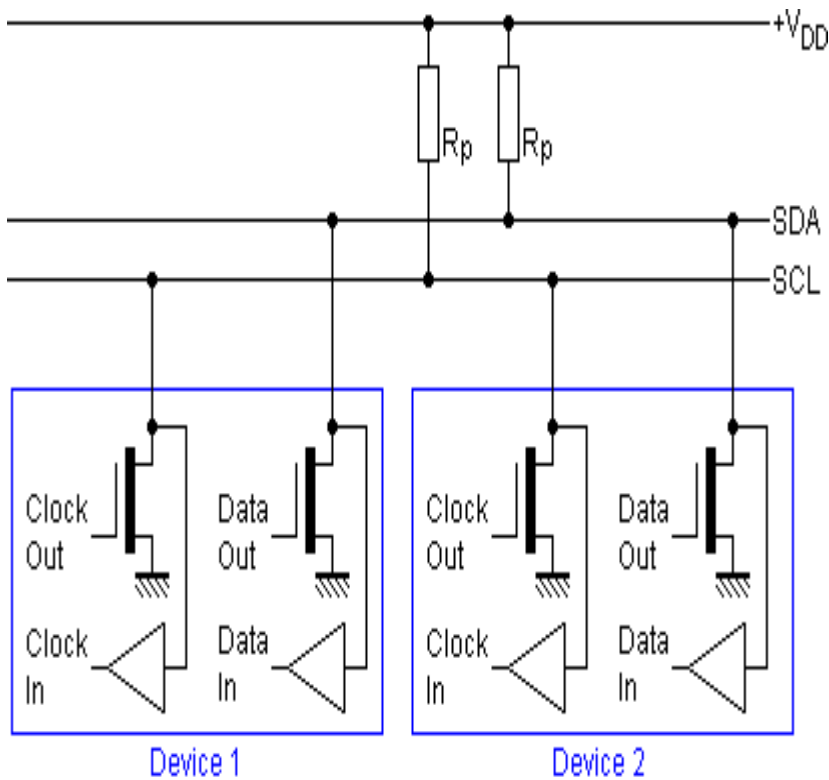 +VDD
Rp
Rp
SDA
SCL
Clock
Out
Data
Out
Clock
Out
Data
Out
Clock
In
Data
In
Clock
In
Data
In
Device 1
Device 2